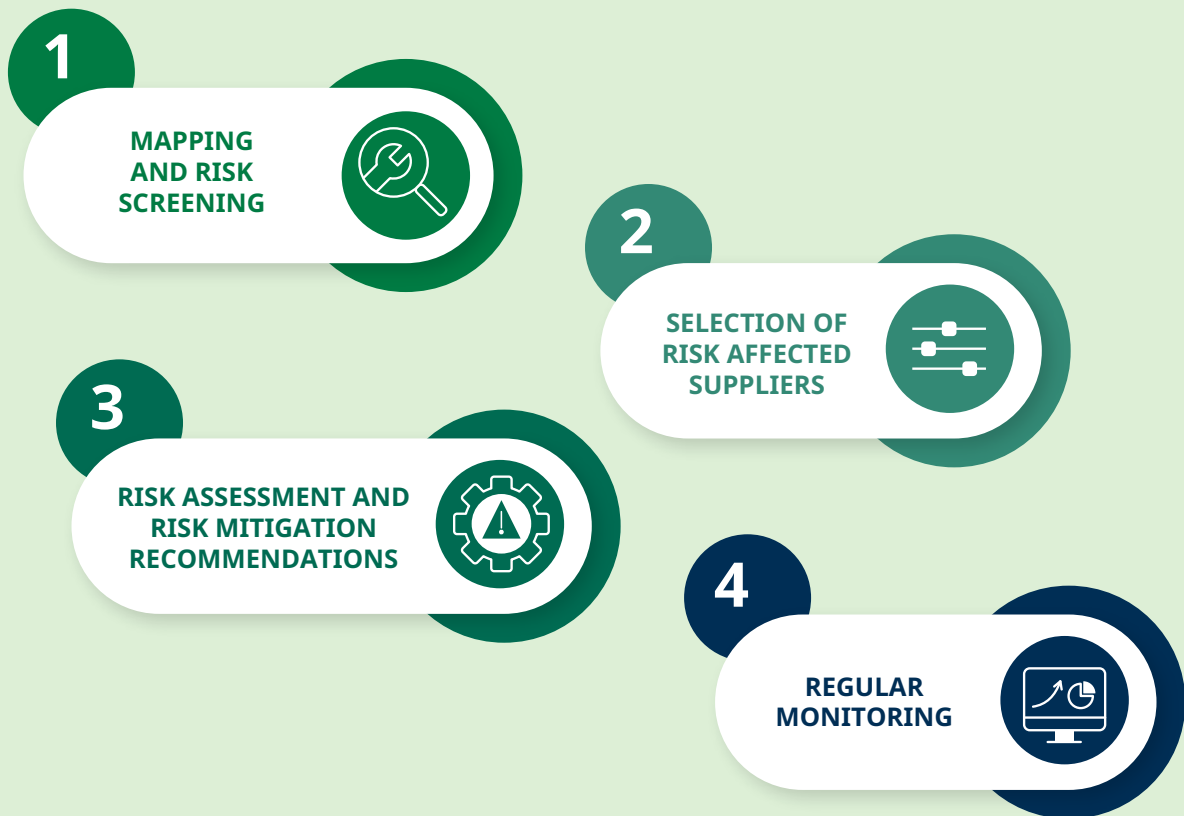 1
MAPPING
AND RISK
SCREENING
2
SELECTION OF
RISK AFFECTED
SUPPLIERS
3
RISK ASSESSMENT AND
RISK MITIGATION
RECOMMENDATIONS
4
REGULAR
MONITORING